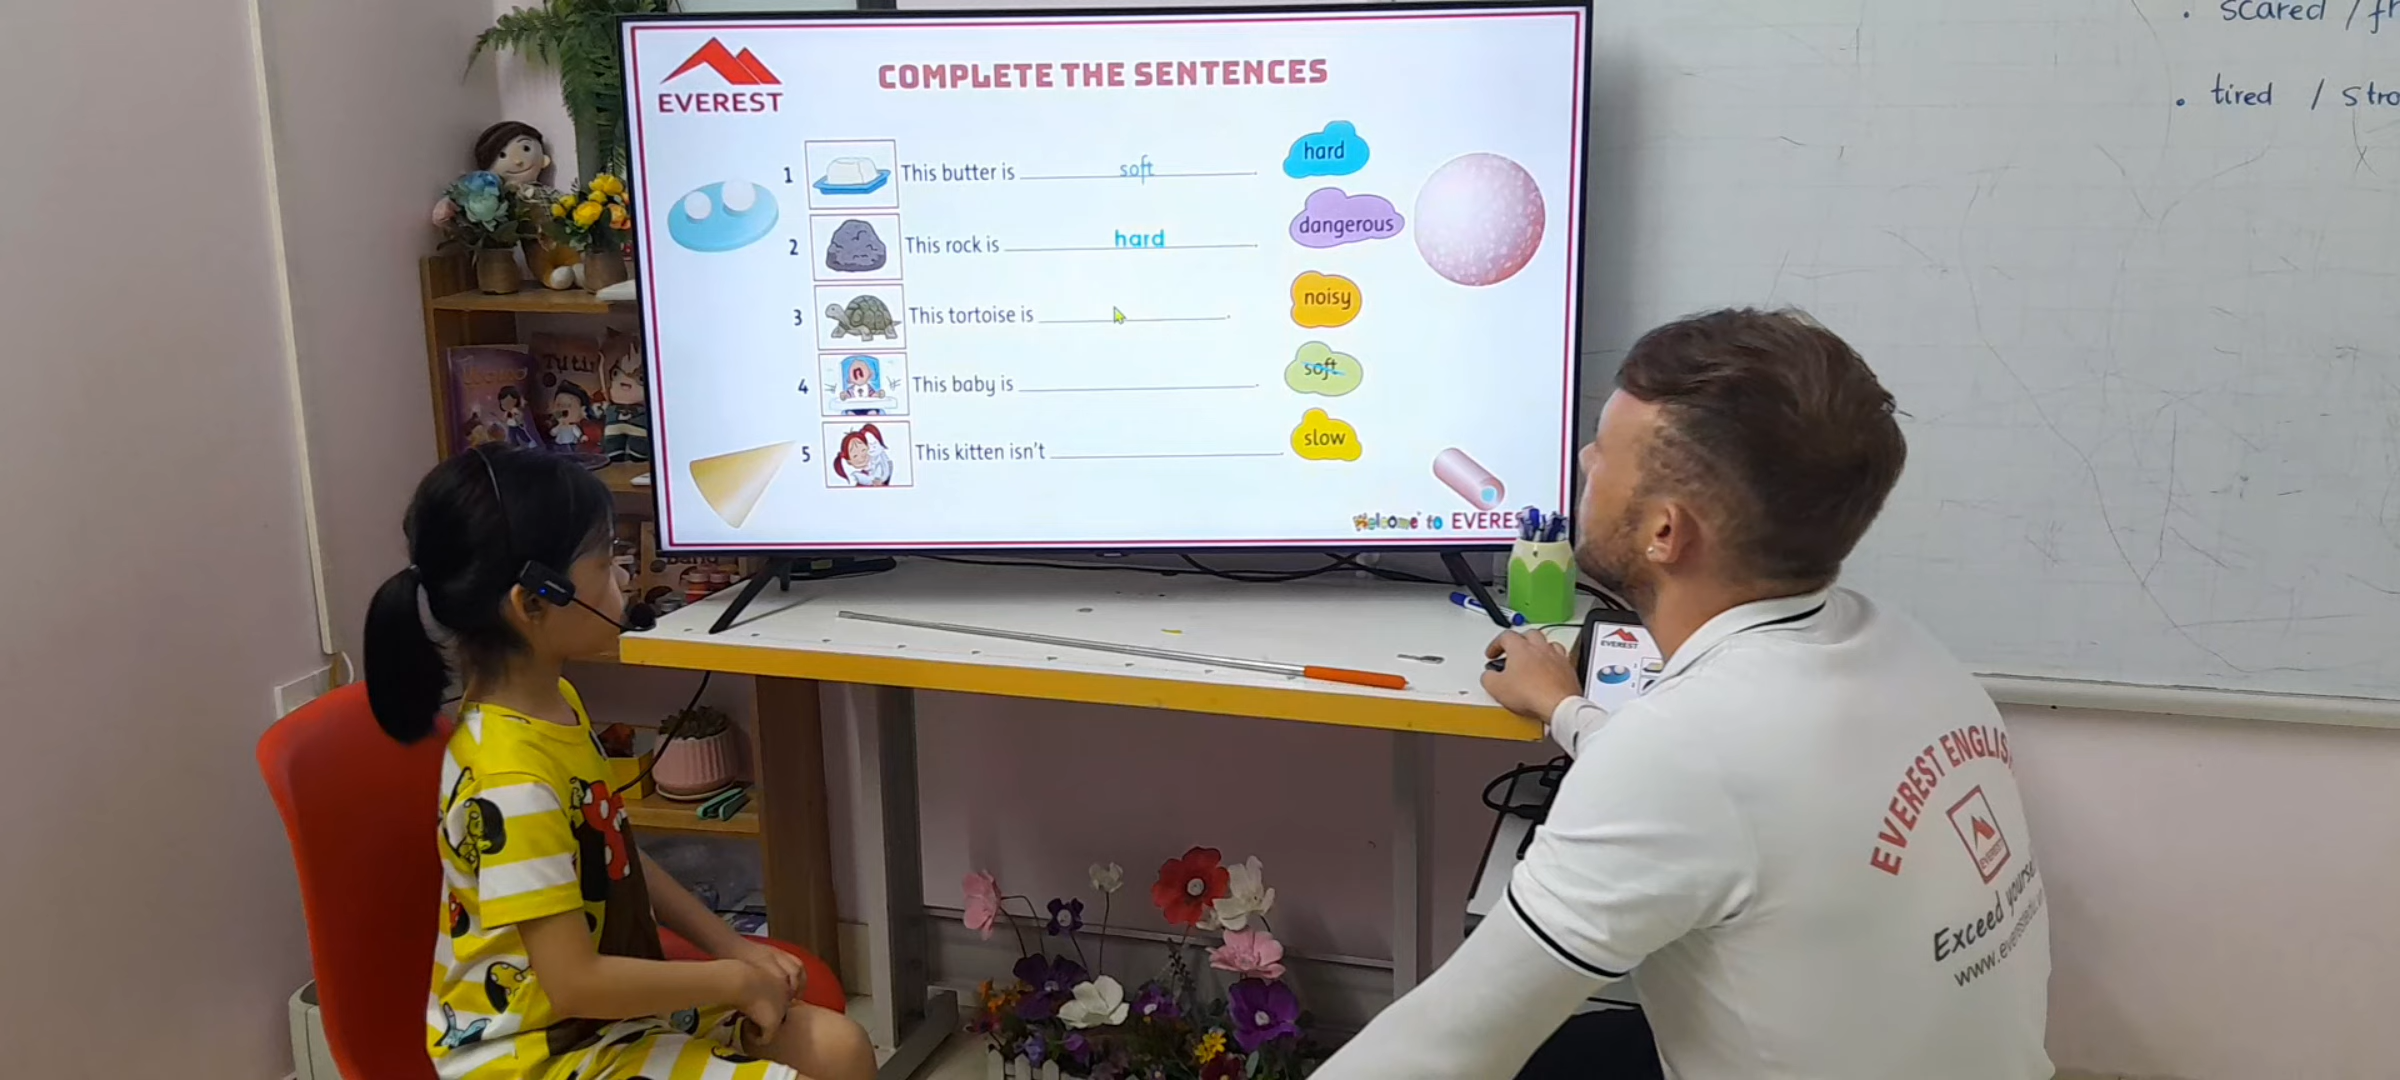 EVEREST
COMPLETE THE SENTENCES
1 This butter is soft.
2 This rock is hard.
3 This tortoise is .
4 This baby is .
5 This kitten isn't .
hard
dangerous
noisy
soft
slow
Welcome to
scared /
tired /
EVEREST
EVEREST
Exceed